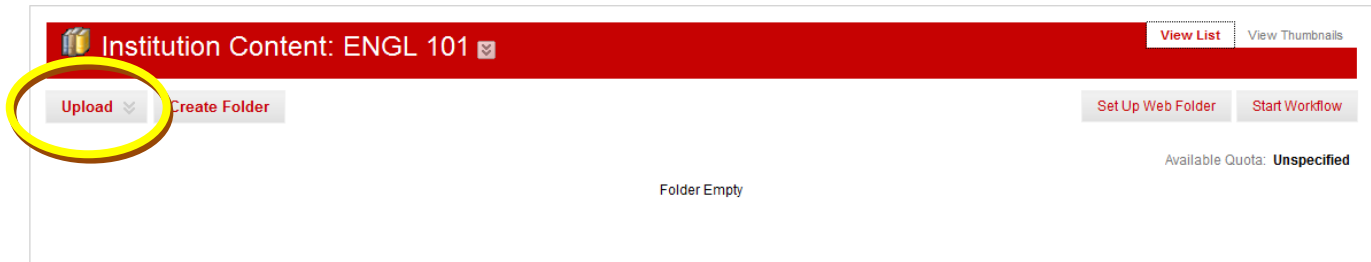 Institution Content: ENGL 101
View List View Thumbnails
Upload Create Folder Set Up Web Folder Start Workflow
Available Quota: Unspecified
Folder Empty